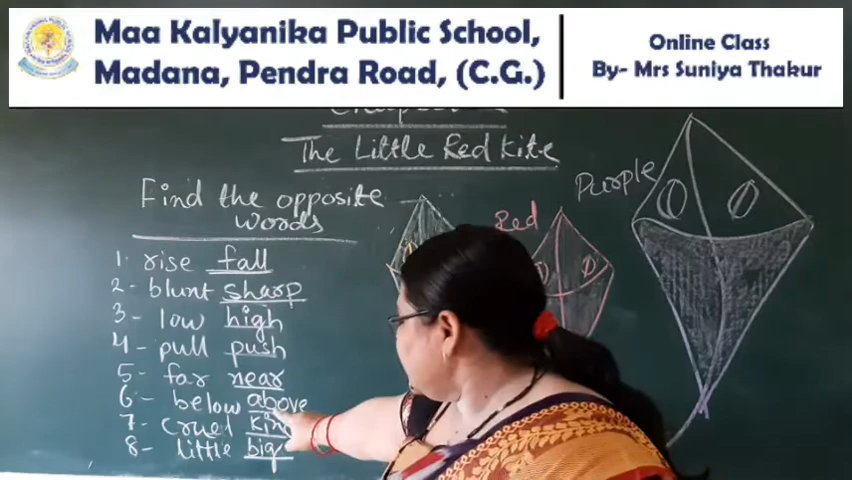 Maa Kalyanika Public School,
Madana, Pendra Road, (C.G.)
Online Class
By- Mrs Suniya Thakur
The Little Red Kite
Find the opposite
words
1. rise fall
2- blunt sharp
3- low high
4- pull push
5- far near
6- below above
7- crued kind
8- little big
Red
Purple